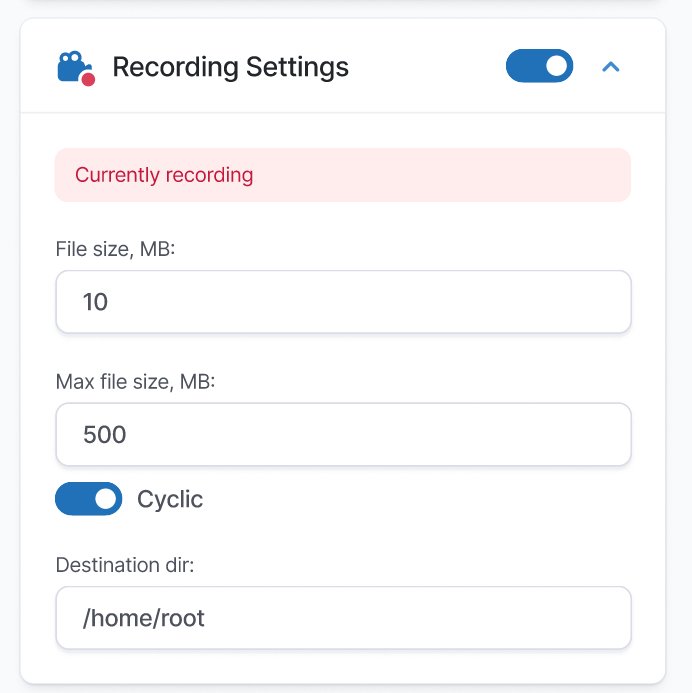 Recording Settings
Currently recording
File size, MB:
10
Max file size, MB:
500
Cyclic
Destination dir:
/home/root